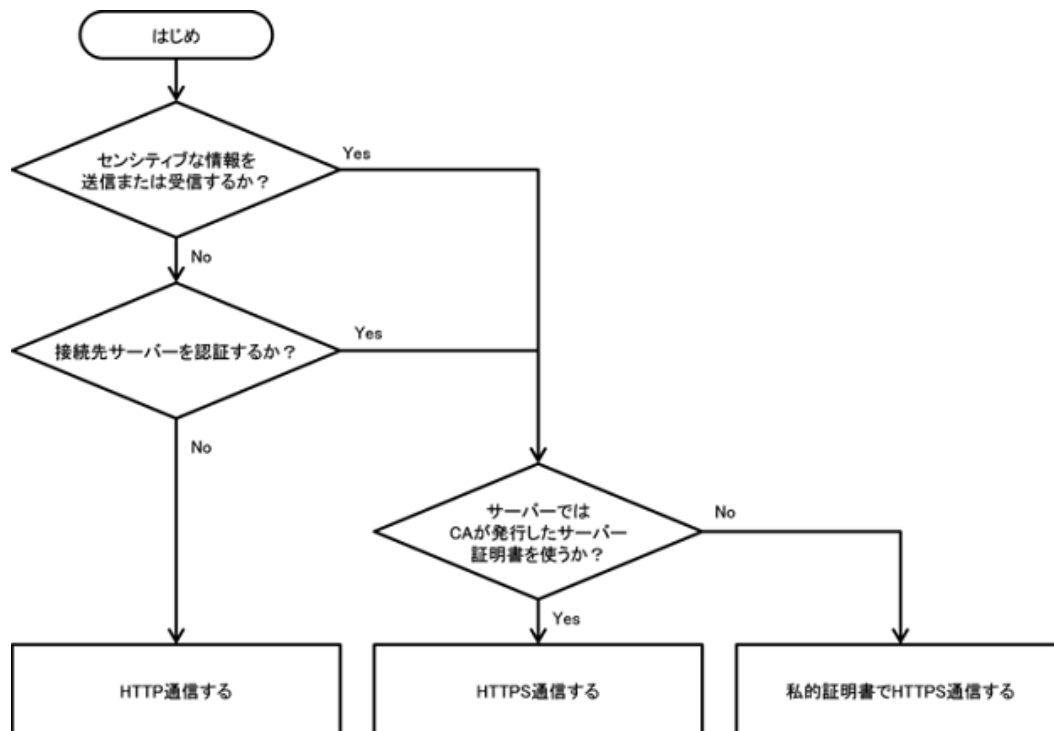 はじめ
センシティブな情報を
送信または受信するか？
Yes
No
接続先サーバーを認証するか？
Yes
No
サーバーでは
CAが発行したサーバー
証明書を使うか？
No
Yes
HTTP通信する
HTTPS通信する
私的証明書でHTTPS通信する